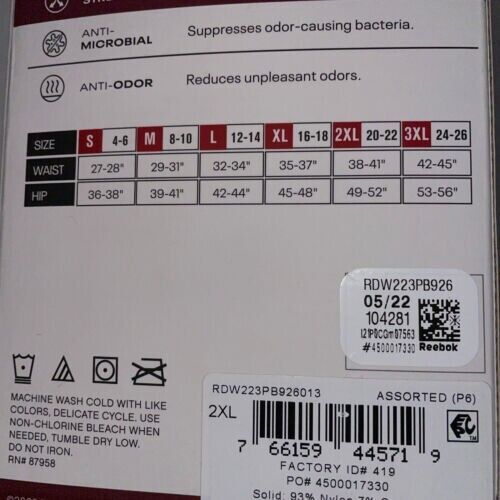 ANTI-
MICROBIAL
Suppresses odor-causing bacteria.
ANTI-ODOR
Reduces unpleasant odors.
SIZE S 4-6 M 8-10 L 12-14 XL 16-18 2XL 20-22 3XL 24-26
WAIST 27-28" 29-31" 32-34" 35-37" 38-41" 42-45"
HIP 36-38" 39-41" 42-44" 45-48" 49-52" 53-56"
RDW223PB926
05/22
104281
#4500017330 Reebok
MACHINE WASH COLD WITH LIKE
COLORS, DELICATE CYCLE. USE
NON-CHLORINE BLEACH WHEN
NEEDED, TUMBLE DRY LOW.
DO NOT IRON.
RN# 87958
RDW223PB926013 ASSORTED (P6)
2XL
7 66159 44571 9
FACTORY ID# 419
PO# 4500017330
Solid: 93% Nylon 7%